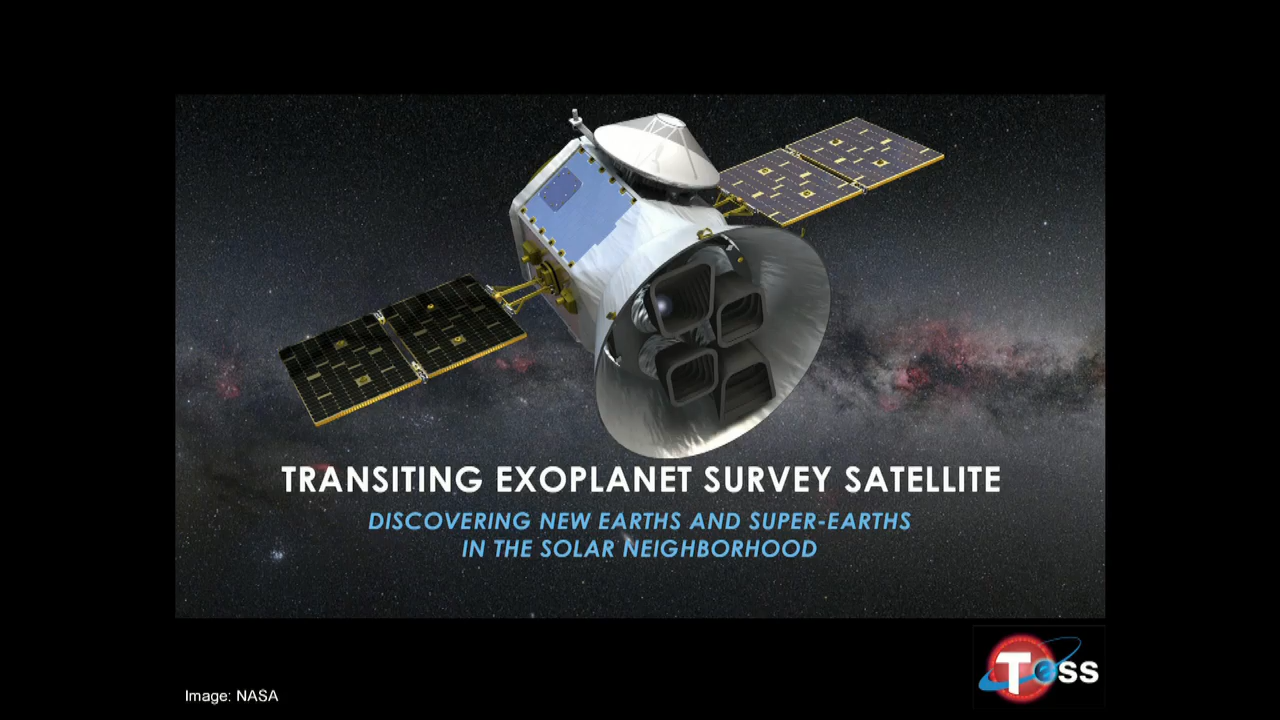 TRANSITING EXOPLANET SURVEY SATELLITE
DISCOVERING NEW EARTHS AND SUPER-EARTHS
IN THE SOLAR NEIGHBORHOOD
Tess
Image: NASA